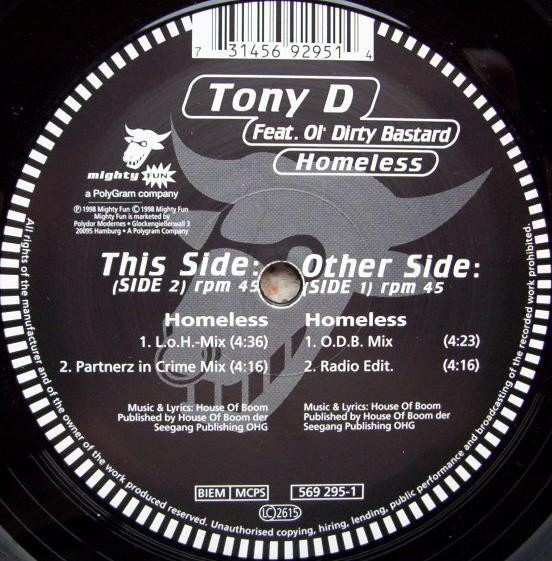 7 31456 92951 4
Tony D
Feat. Ol' Dirty Bastard
Homeless
mighty FUN
a PolyGram company
℗ 1998 Mighty Fun © 1998 Mighty Fun
Mighty Fun is marketed by
Polydor Modernes • Glockengießerwall 3
20095 Hamburg • A Polygram Company
This Side:
(SIDE 2) rpm 45
Homeless
1. L.o.H.-Mix (4:36)
2. Partnerz in Crime Mix (4:16)
Music & Lyrics: House Of Boom
Published by House Of Boom der
Seegang Publishing OHG
Other Side:
(SIDE 1) rpm 45
Homeless
1. O.D.B. Mix (4:23)
2. Radio Edit. (4:16)
Music & Lyrics: House Of Boom
Published by House Of Boom der
Seegang Publishing OHG
BIEM MCPS 569 295-1
LC 2615
All rights of the manufacturer and of the owner of the work produced reserved. Unauthorised copying, hiring, lending, public performance and broadcasting of the recorded work prohibited.